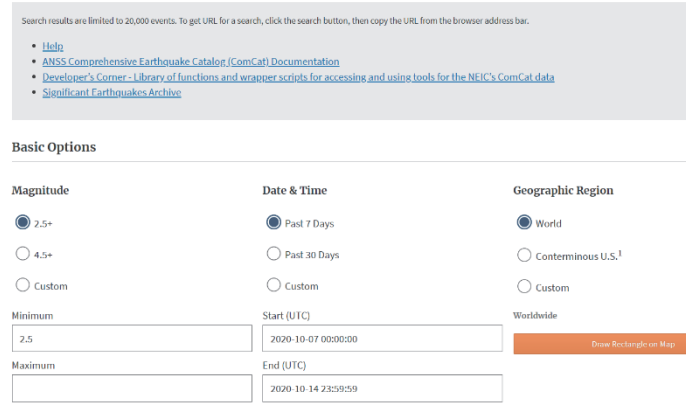 Search results are limited to 20,000 events. To get URL for a search, click the search button, then copy the URL from the browser address bar.
Help
ANSS Comprehensive Earthquake Catalog (ComCat) Documentation
Developer's Corner - Library of functions and wrapper scripts for accessing and using tools for the NEIC's ComCat data
Significant Earthquakes Archive
Basic Options
Magnitude
2.5+
4.5+
Custom
Minimum
2.5
Maximum
Date & Time
Past 7 Days
Past 30 Days
Custom
Start (UTC)
2020-10-07 00:00:00
End (UTC)
2020-10-14 23:59:59
Geographic Region
World
Conterminous U.S.1
Custom
Worldwide
Draw Rectangle on Map